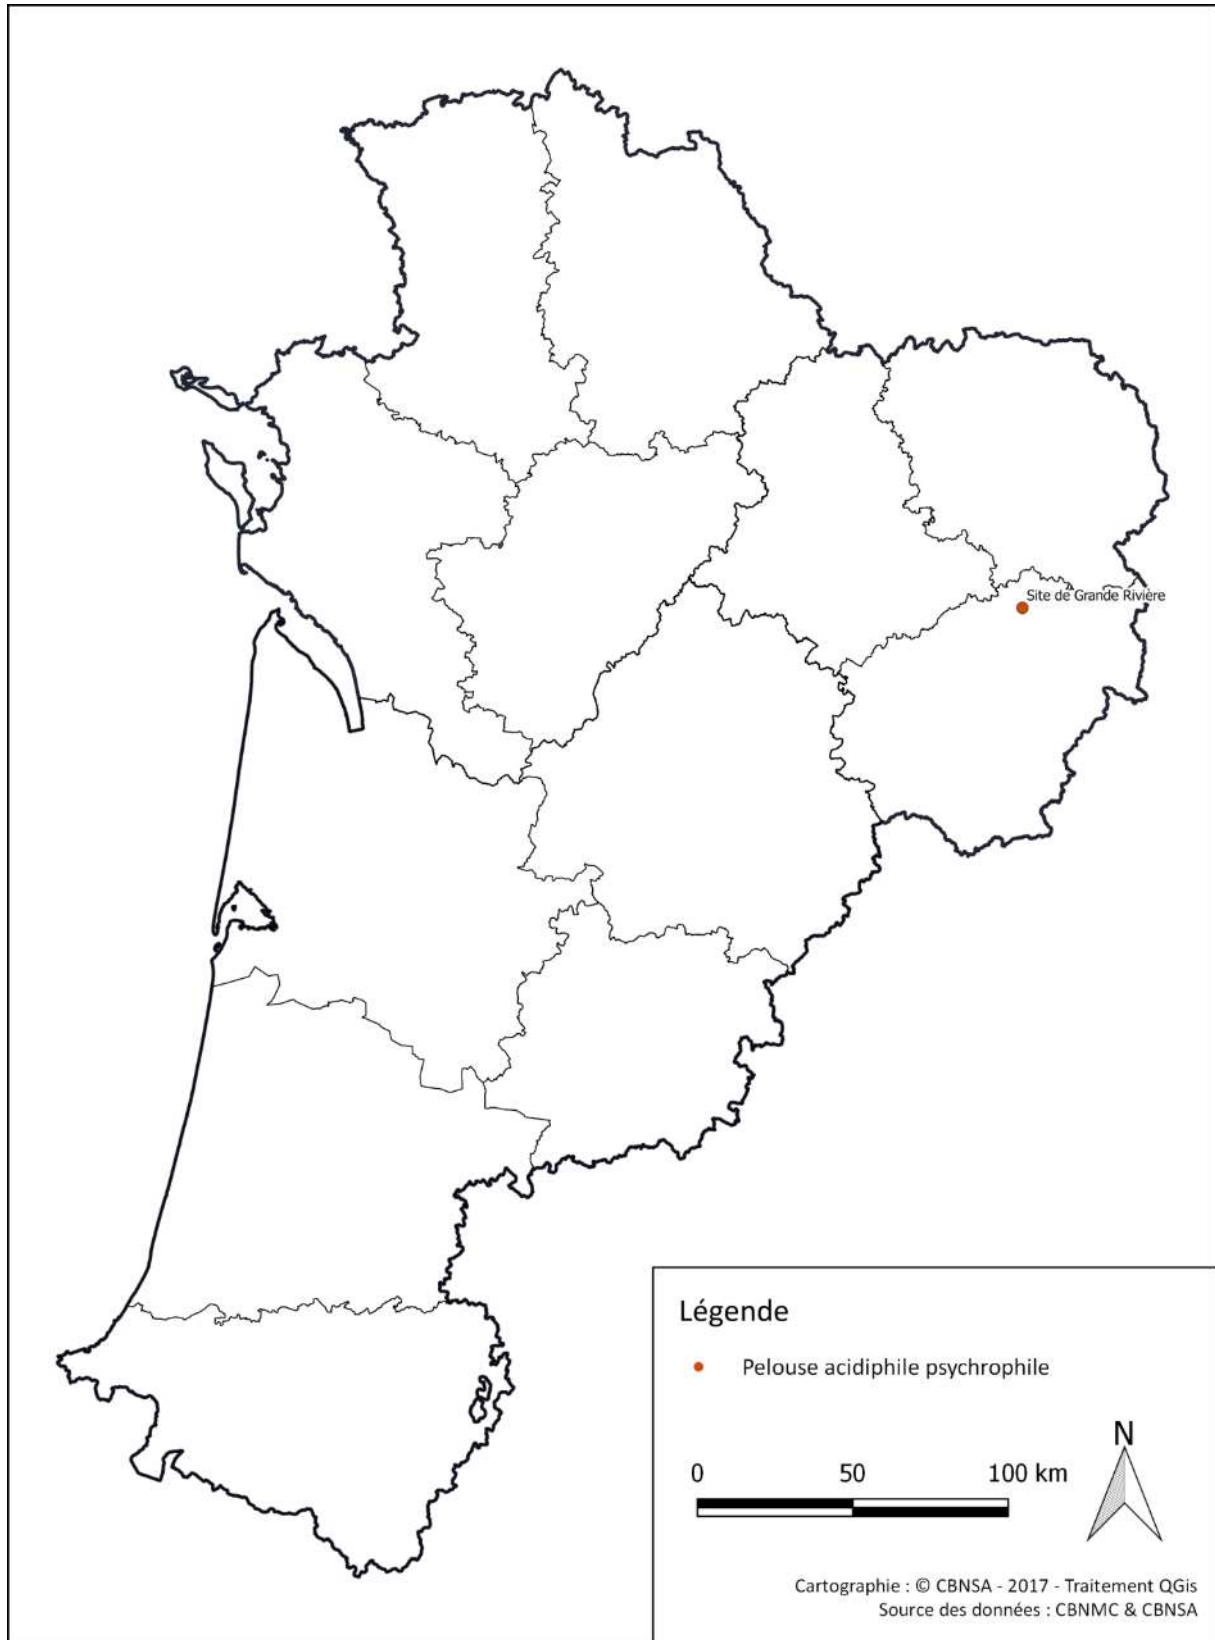 Site de Grande Rivière
Légende
Pelouse acidiphile psychrophile
0 50 100 km
N
Cartographie : © CBNSA - 2017 - Traitement QGis
Source des données : CBNMC & CBNSA